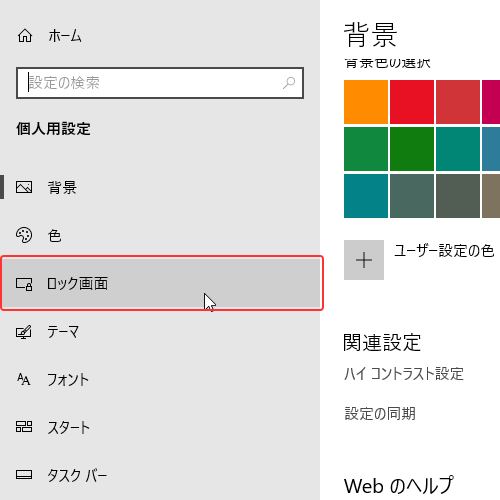 ホーム
設定の検索
個人用設定
背景
色
ロック画面
テーマ
フォント
スタート
タスク バー
背景
背景色の選択
ユーザー設定の色
関連設定
ハイ コントラスト設定
設定の同期
Web のヘルプ